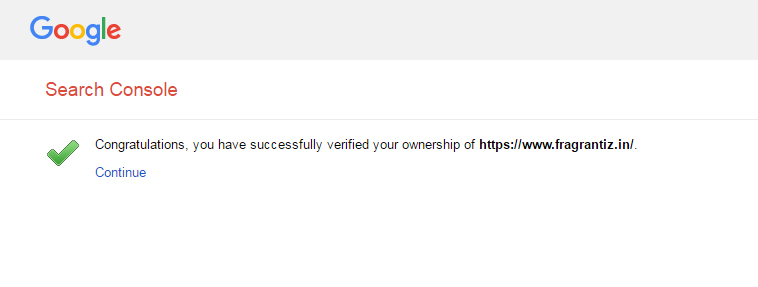 Google
Search Console
Congratulations, you have successfully verified your ownership of https://www.fragrantiz.in/.
Continue